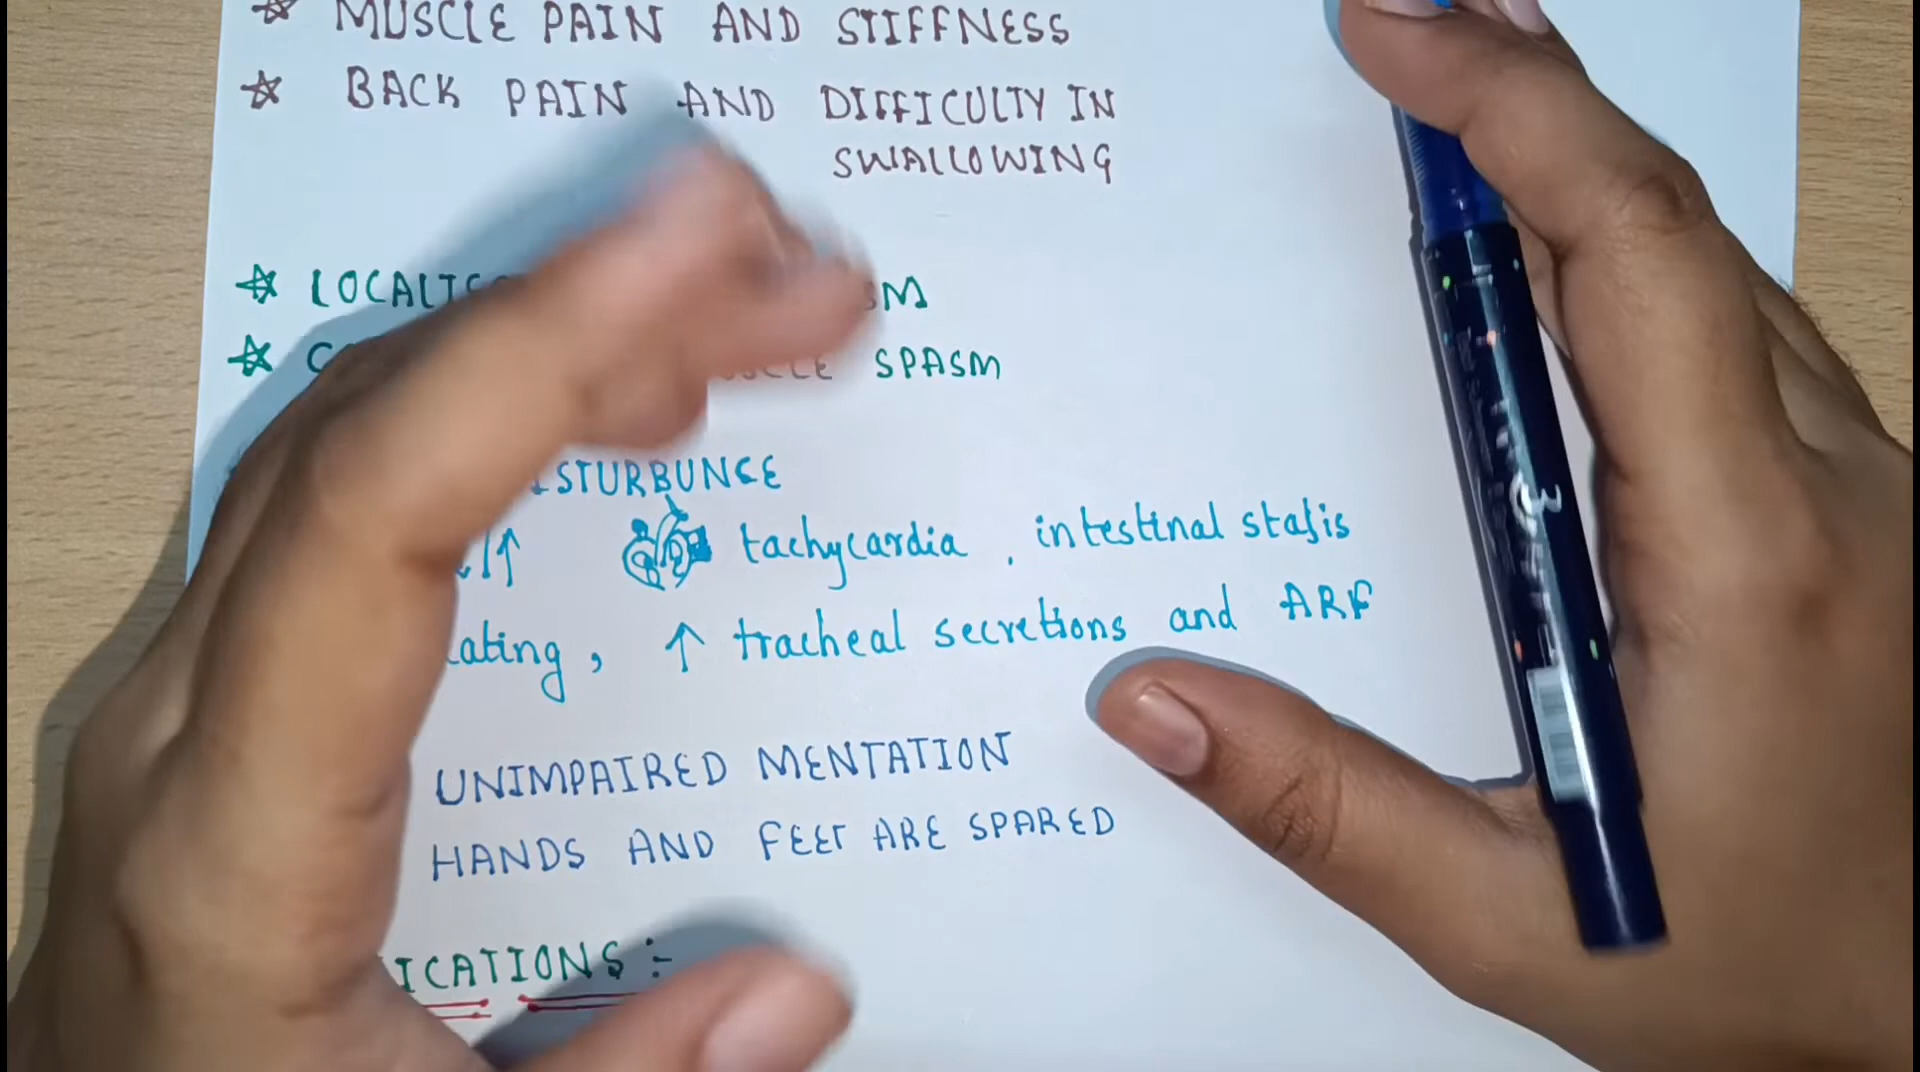 ☆ MUSCLE PAIN AND STIFFNESS
☆ BACK PAIN AND DIFFICULTY IN
SWALLOWING
☆ SM
☆ SPASM
STURBUNCE
/↑ tachycardia, intestinal stasis
ating, ↑ tracheal secretions and ARF
UNIMPAIRED MENTATION
HANDS AND FEET ARE SPARED
ICATIONS :-